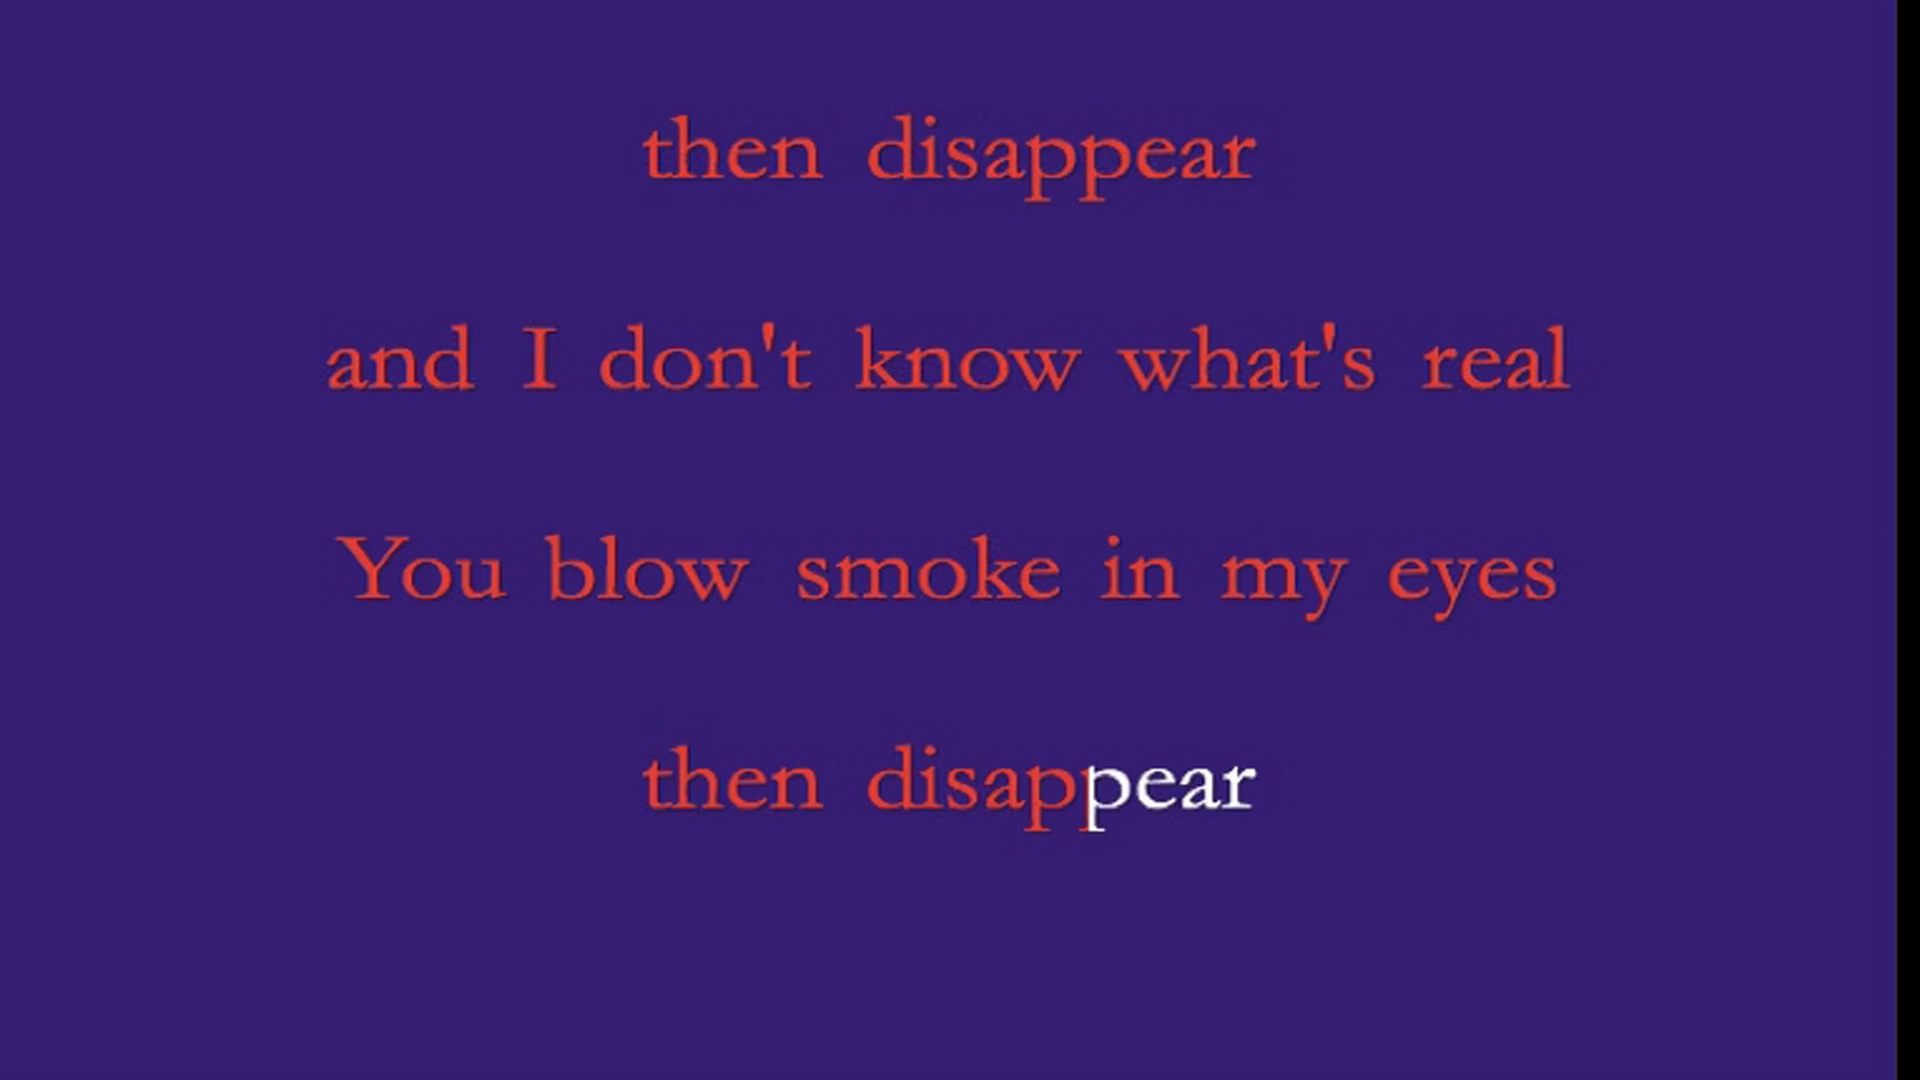 then disappear
and I don't know what's real
You blow smoke in my eyes
then disappear